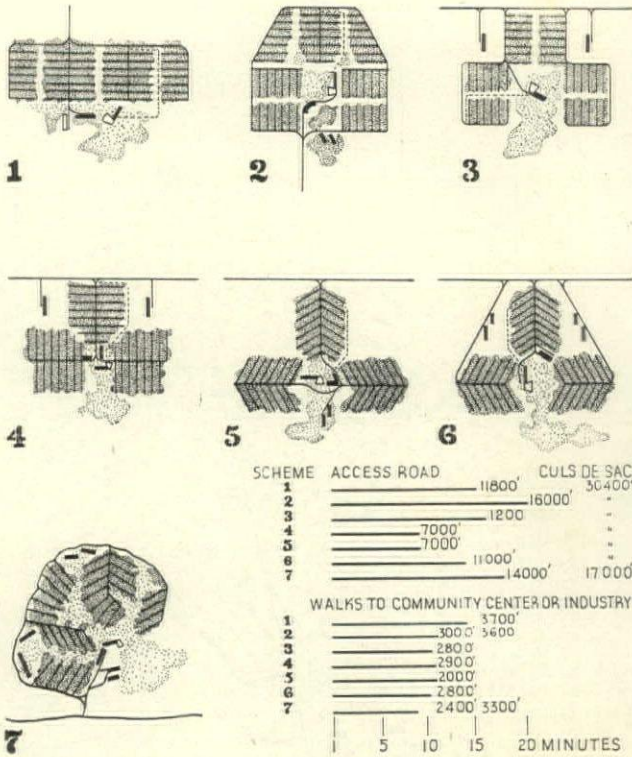 1
2
3
4
5
6
7
SCHEME ACCESS ROAD CULS DE SAC
1 11800' 30400'
2 16000' "
3 1200 "
4 7000' "
5 7000' "
6 11000' "
7 14000' 17000'
WALKS TO COMMUNITY CENTER OR INDUSTRY
1 3700'
2 3000' 3600
3 2800'
4 2900'
5 2000'
6 2800'
7 2400' 3300'
1 5 10 15 20 MINUTES